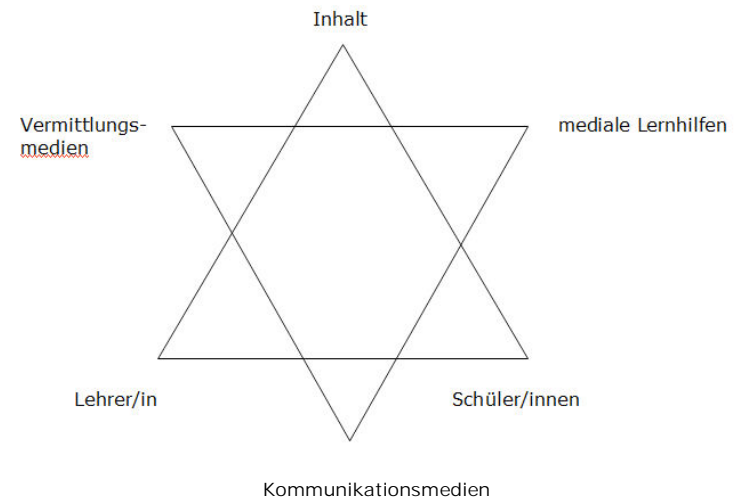 Inhalt
Vermittlungs-
medien
mediale Lernhilfen
Lehrer/in
Schüler/innen
Kommunikationsmedien